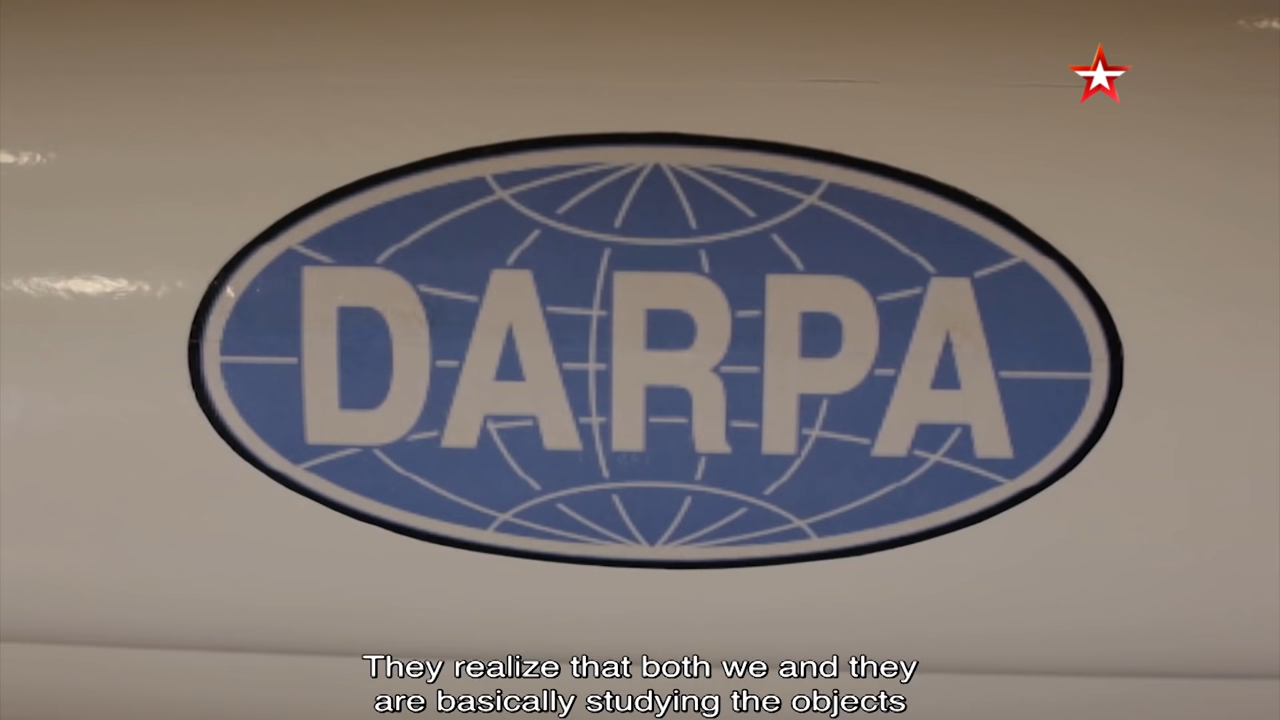 DARPA
They realize that both we and they
are basically studying the objects